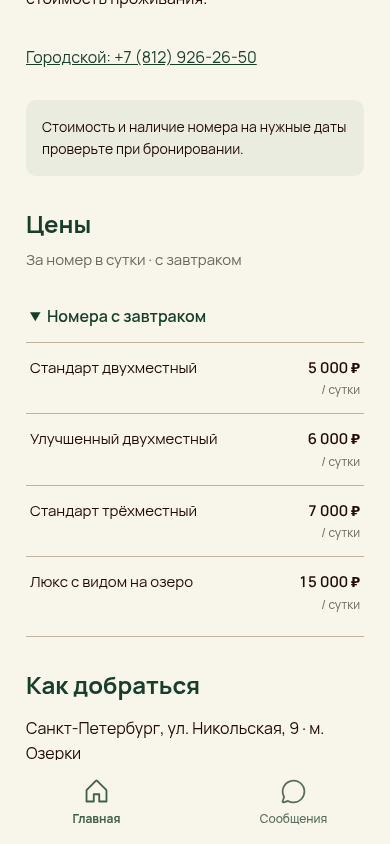 стоимость проживания.
Городской: +7 (812) 926-26-50
Стоимость и наличие номера на нужные даты
проверьте при бронировании.
Цены
За номер в сутки · с завтраком
▼ Номера с завтраком
Стандарт двухместный 5 000 ₽
/ сутки
Улучшенный двухместный 6 000 ₽
/ сутки
Стандарт трёхместный 7 000 ₽
/ сутки
Люкс с видом на озеро 15 000 ₽
/ сутки
Как добраться
Санкт-Петербург, ул. Никольская, 9 · м.
Озерки
Главная Сообщения